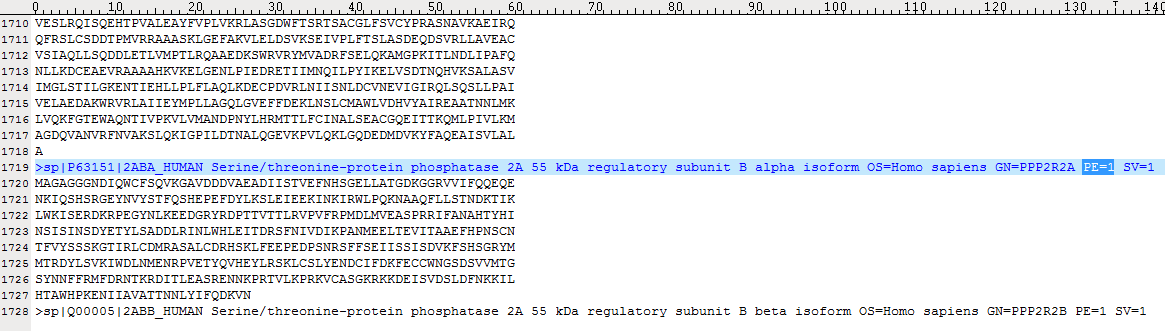 0 10 20 30 40 50 60 70 80 90 100 110 120 130 140
1710 VESLRQISQEHTPVALEAYFVPLVKRLASGDWFTSRTSACGLFSVCYPRASNAVKAEIRQ
1711 QFRSLCSDDTPMVRRAAASKLGEFAKVLELDSVKSEIVPLFTSLASDEQDSVRLLAVEAC
1712 VSIAQLLSQDDLETLVMPTLRQAAEDKSWRVRYMVADRFSELQKAMGPKITLNDLIPAFQ
1713 NLLKDCEAEVRAAAAHKVKELGENLPIEDRETIIMNQILPYIKELVSDTNQHVKSALASV
1714 IMGLSTILGKENTIEHLLPLFLAQLKDECPDVRLNIISNLDCVNEVIGIRQLSQSLLPAI
1715 VELAEDAKWRVRLAIIEYMPLLAGQLGVEFFDEKLNSLCMAWLVDHVYAIREAATNNLMK
1716 LVQKFGTEWAQNTIVPKVLVMANDPNYLHRMTTLFCINALSEACGQEITTKQMLPIVLKM
1717 AGDQVANVRFNVAKSLQKIGPILDTNALQGEVKPVLQKLGQDEDMDVKYFAQEAISVLAL
1718 A
1719 >sp|P63151|2ABA_HUMAN Serine/threonine-protein phosphatase 2A 55 kDa regulatory subunit B alpha isoform OS=Homo sapiens GN=PPP2R2A PE=1 SV=1
1720 MAGAGGGNDIQWCFSQVKGAVDDDVAEADIISTVEFNHSGELLATGDKGGRVVIFQQEQE
1721 NKIQSHSRGEYNVYSTFQSHEPEFDYLKSLEIEEKINKIRWLPQKNAAQFLLSTNDKTIK
1722 LWKISERDKRPEGYNLKEEDGRYRDPTTVTTLRVPVFRPMDLMVEASPRRIFANAHTYHI
1723 NSISINSDYETYLSADDLRINLWHLEITDRSFNIVDIKPANMEELTEVITAAEFHPNSCN
1724 TFVYSSSKGTIRLCDMRASALCDRHSKLFEEPEDPSNRSFFSEIISSISDVKFSHSGRYM
1725 MTRDYLSVKIWDLNMENRPVETYQVHEYLRSKLCSLYENDCIFDKFECCWNGSDSVVMTG
1726 SYNNFFRMFDRNTKRDITLEASRENNKPRTVLKPRKVCASGKRKKDEISVDSLDFNKKIL
1727 HTAWHPKENIIAVATTNNLYIFQDKVN
1728 >sp|Q00005|2ABB_HUMAN Serine/threonine-protein phosphatase 2A 55 kDa regulatory subunit B beta isoform OS=Homo sapiens GN=PPP2R2B PE=1 SV=1